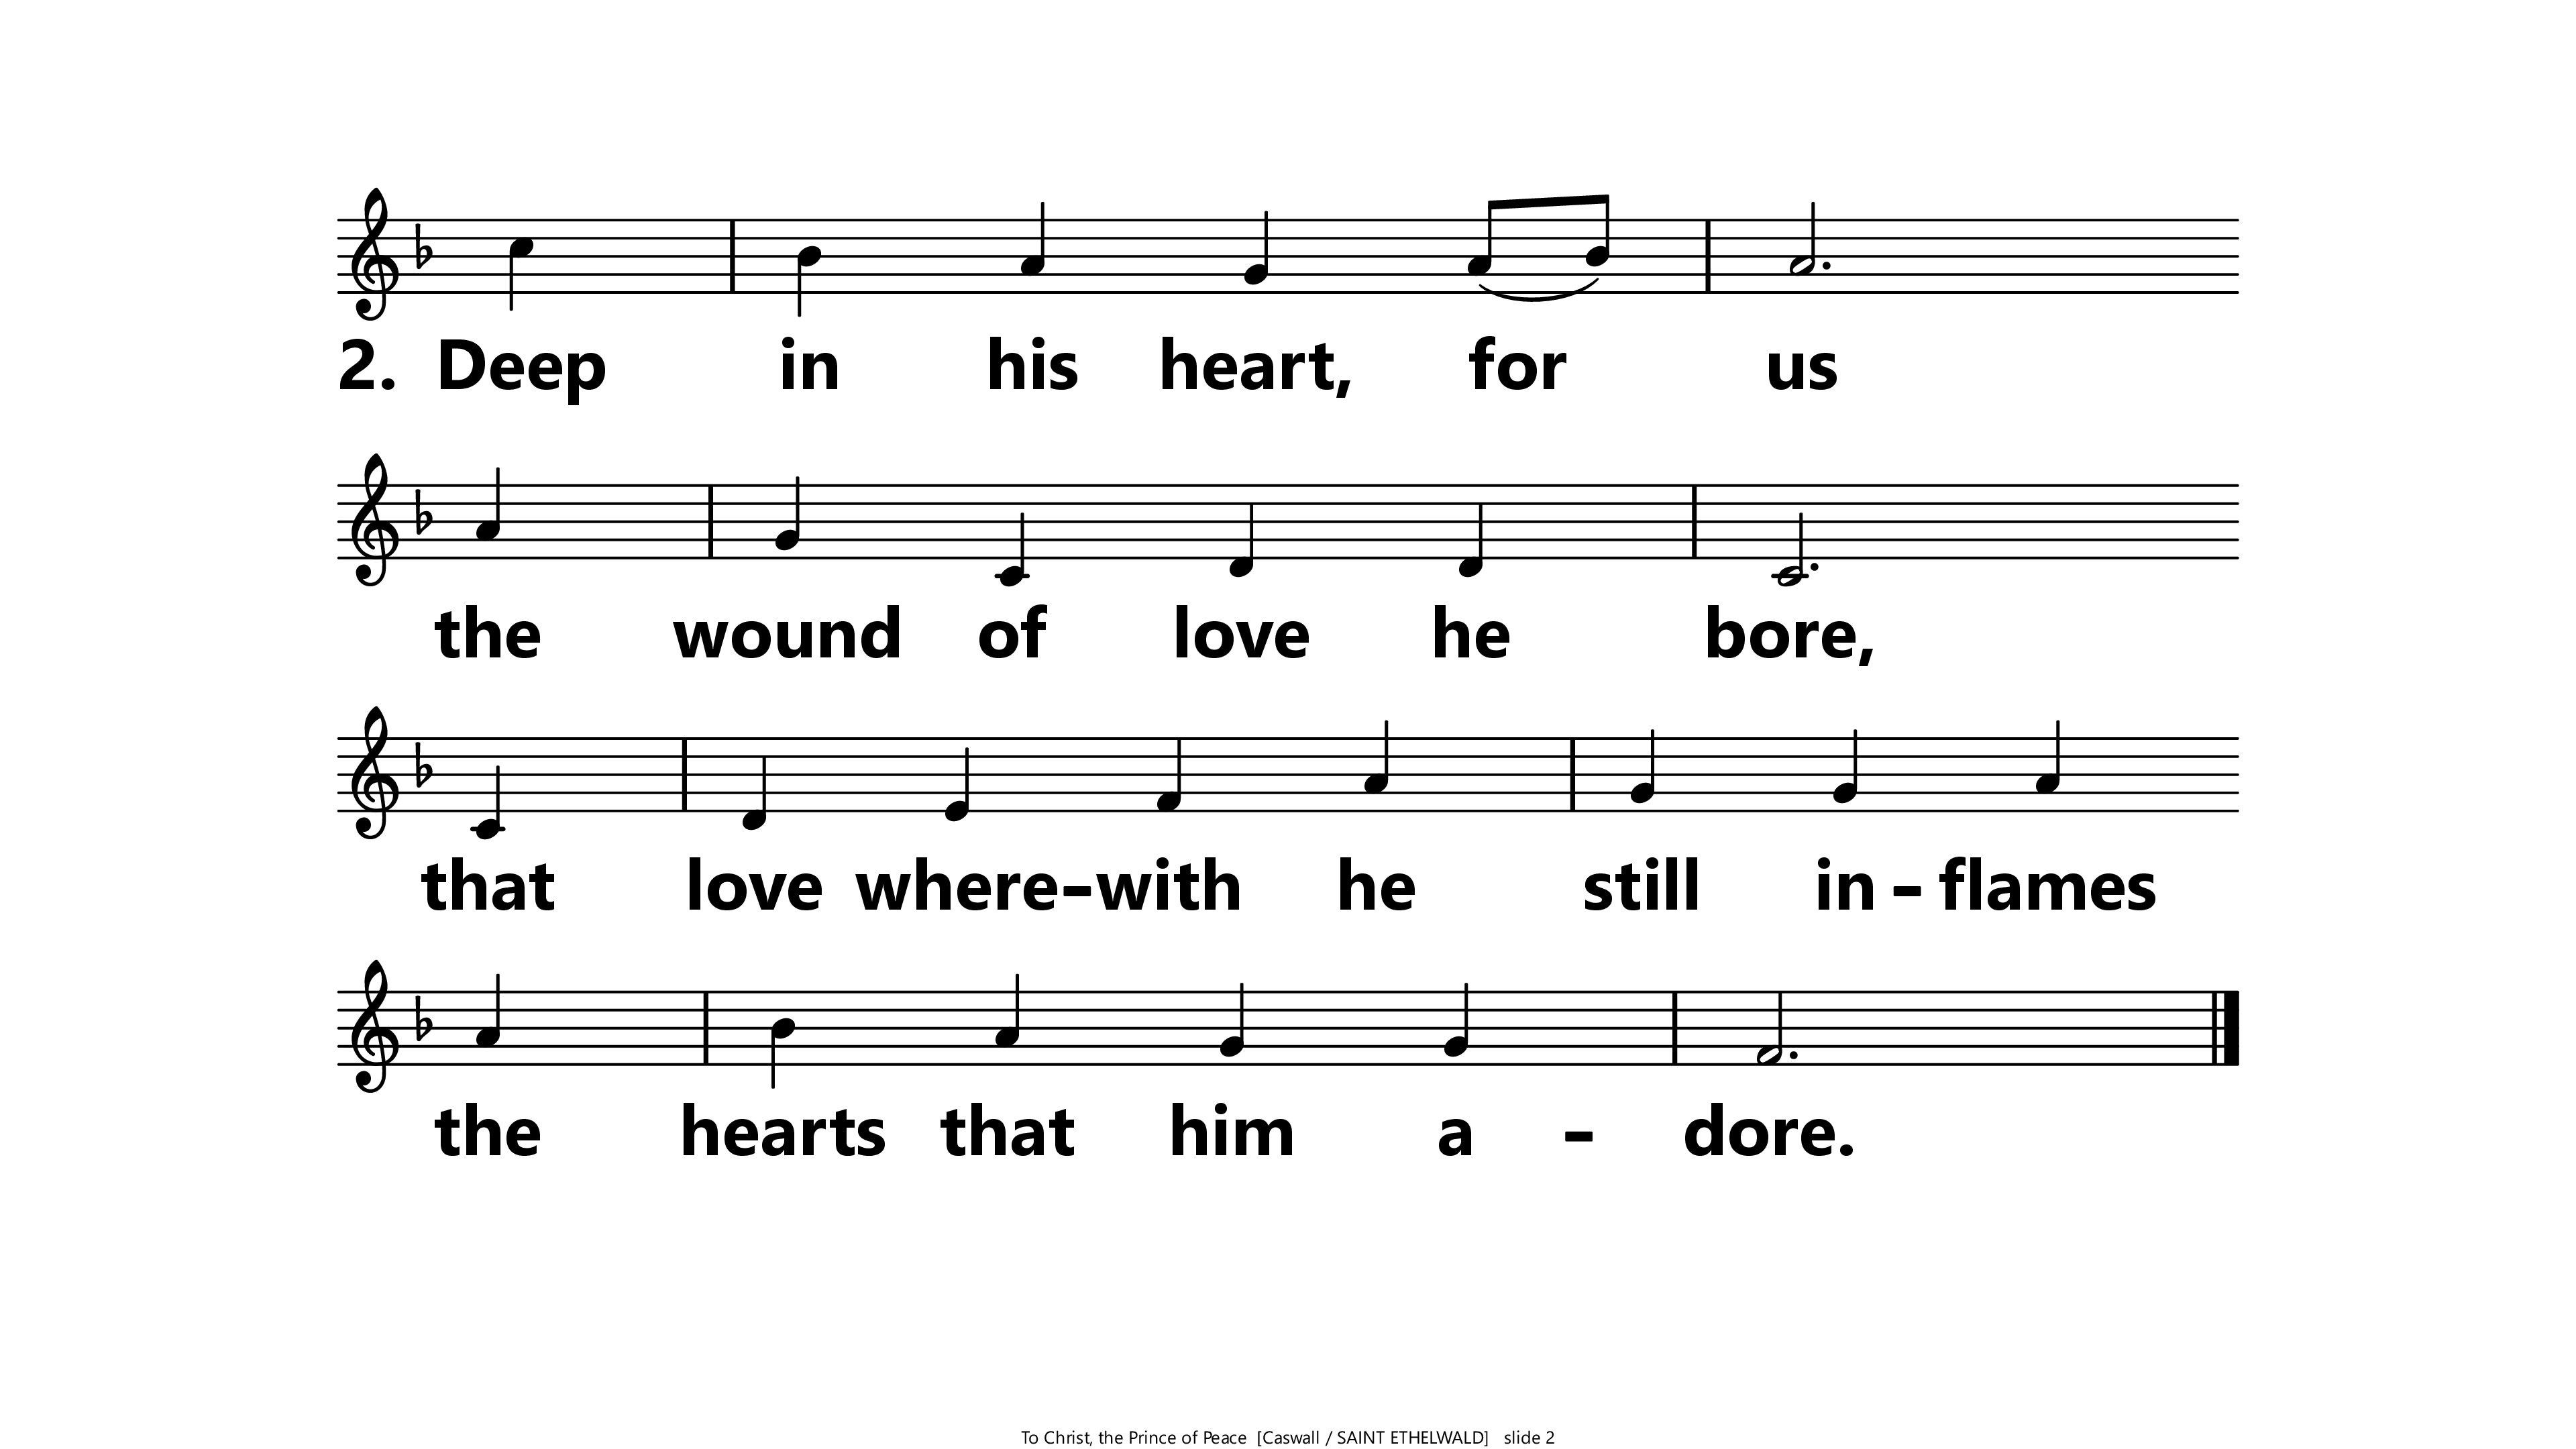 2. Deep in his heart, for us
the wound of love he bore,
that love where-with he still in-flames
the hearts that him a - dore.
To Christ, the Prince of Peace [Caswall / SAINT ETHELWALD] slide 2